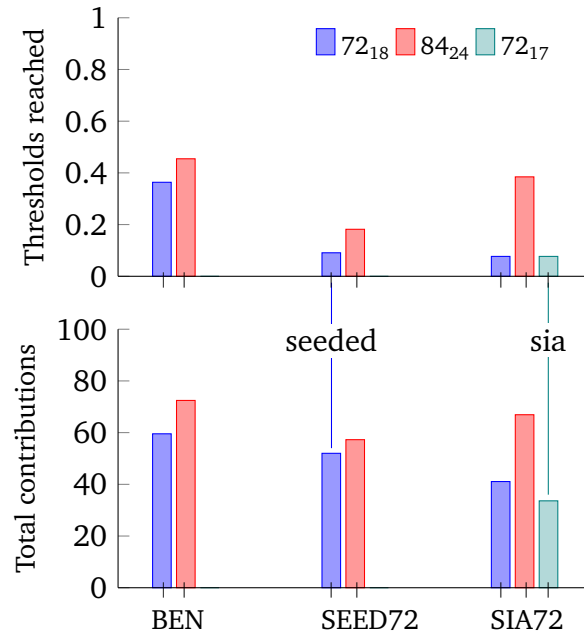 Thresholds reached
1
0.8
0.6
0.4
0.2
0
72₁₈ 84₂₄ 72₁₇
Total contributions
100
80
60
40
20
0
seeded sia
BEN SEED72 SIA72